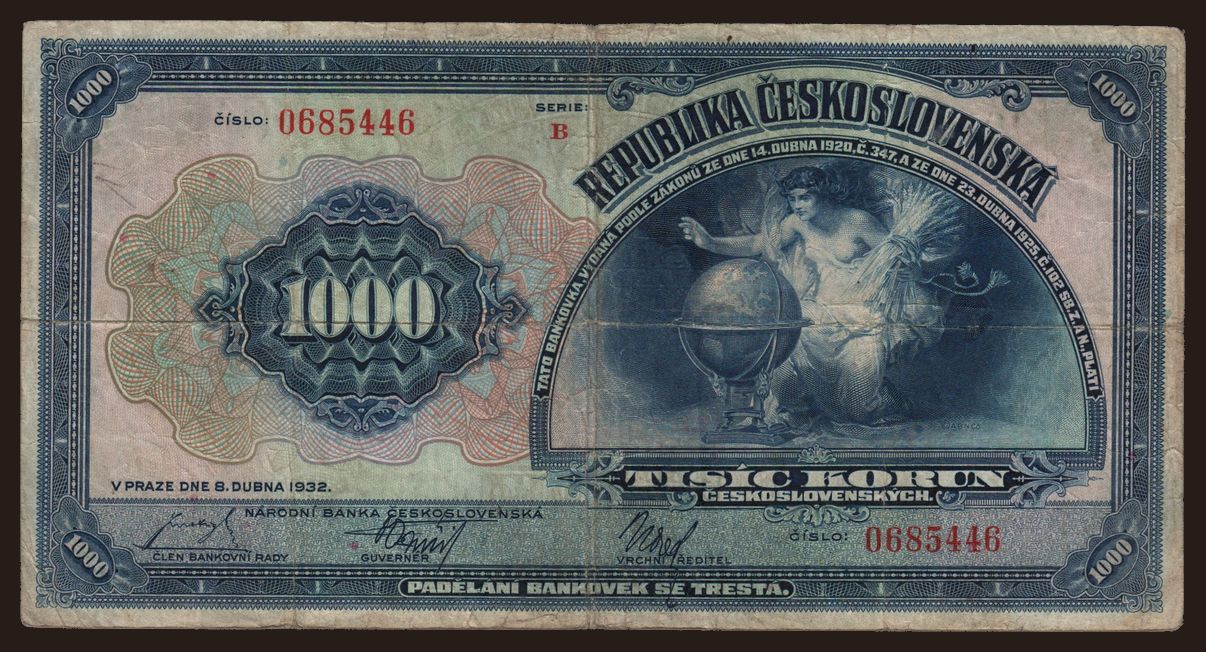 1000
1000
ČÍSLO: 0685446
SERIE:
B
REPUBLIKA ČESKOSLOVENSKÁ
TATO BANKOVKA, VYDANÁ PODLE ZÁKONŮ ZE DNE 14. DUBNA 1920, Č. 347, A ZE DNE 23. DUBNA 1925, Č. 102 SB. Z. A N., PLATÍ
1000
TISÍC KORUN
ČESKOSLOVENSKÝCH.
V PRAZE DNE 8. DUBNA 1932.
NÁRODNÍ BANKA ČESKOSLOVENSKÁ
ČLEN BANKOVNÍ RADY
GUVERNÉR
VRCHNÍ ŘEDITEL
ČÍSLO: 0685446
1000
1000
PADĚLÁNÍ BANKOVEK SE TRESTÁ.